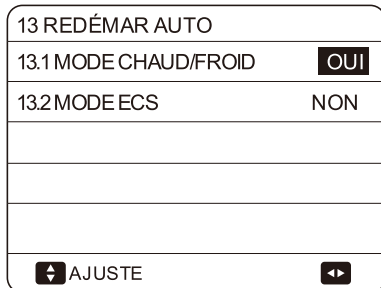 13 REDÉMAR AUTO
13.1 MODE CHAUD/FROID OUI
13.2 MODE ECS NON
AJUSTE